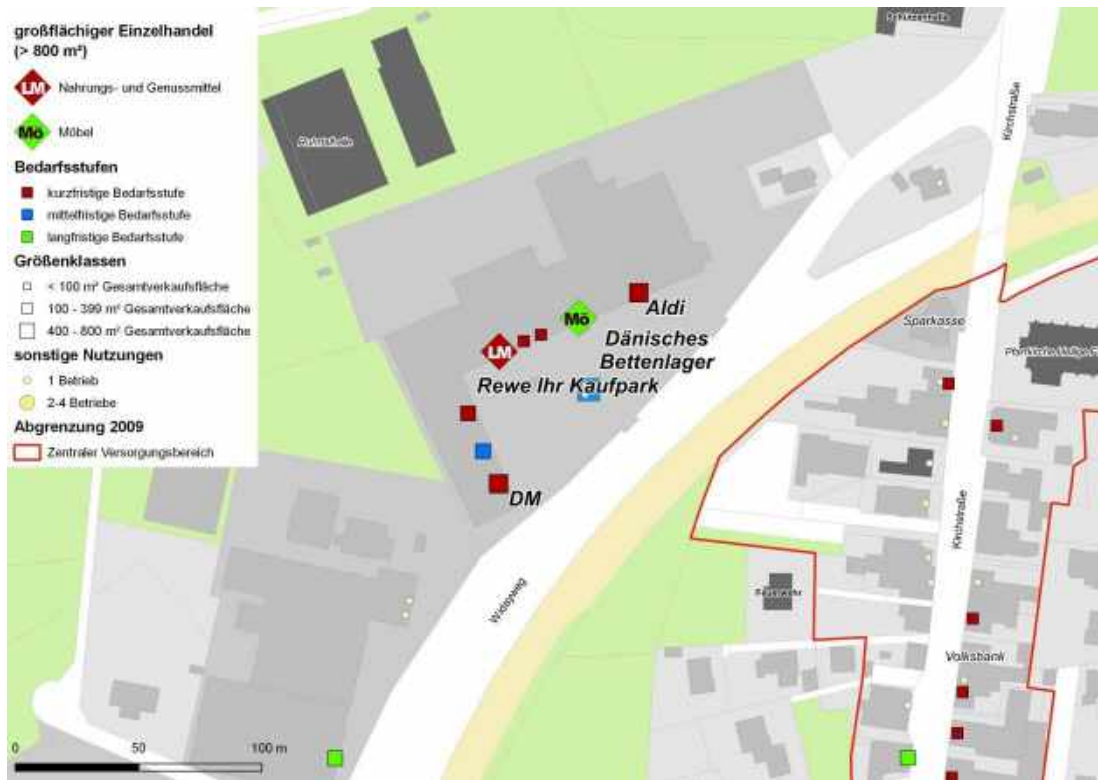 großflächiger Einzelhandel
(> 800 m²)
LM Nahrungs- und Genussmittel
Mö Möbel
Bedarfsstufen
kurzfristige Bedarfsstufe
mittelfristige Bedarfsstufe
langfristige Bedarfsstufe
Größenklassen
< 100 m² Gesamtverkaufsfläche
100 - 399 m² Gesamtverkaufsfläche
400 - 800 m² Gesamtverkaufsfläche
sonstige Nutzungen
1 Betrieb
2-4 Betriebe
Abgrenzung 2009
Zentraler Versorgungsbereich
Kirchstraße
Mö
Aldi
Dänisches
Bettenlager
LM
Rewe Ihr Kaufpark
DM
Sparkasse
Kirchstraße
Volksbank
0 50 100 m